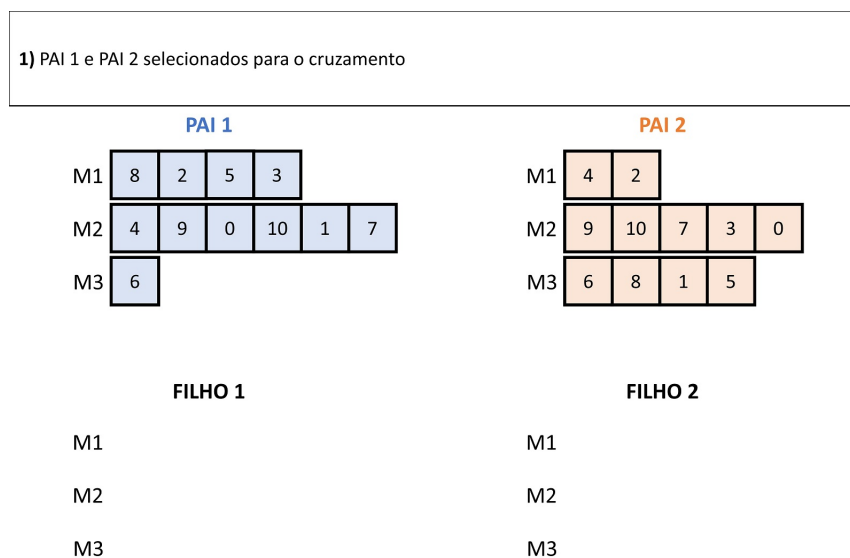 1) PAI 1 e PAI 2 selecionados para o cruzamento
PAI 1
M1 8 2 5 3
M2 4 9 0 10 1 7
M3 6
PAI 2
M1 4 2
M2 9 10 7 3 0
M3 6 8 1 5
FILHO 1
M1
M2
M3
FILHO 2
M1
M2
M3